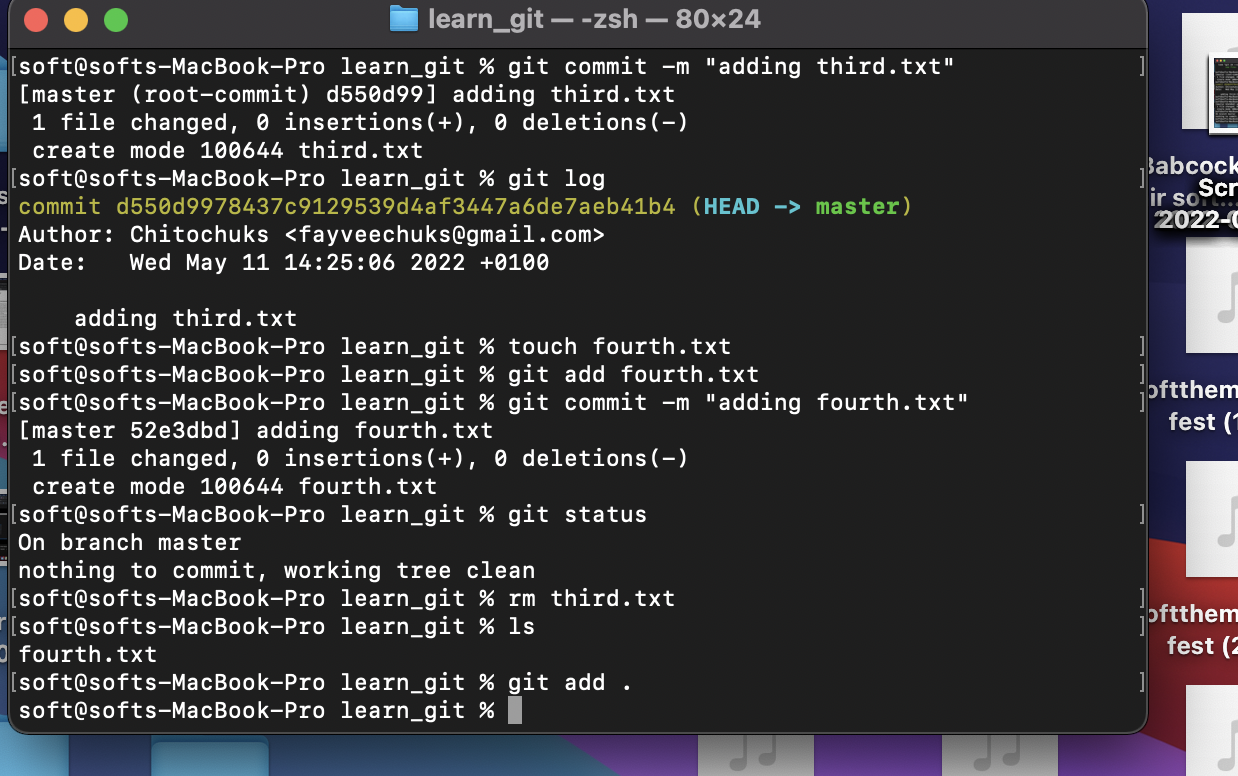 learn_git — -zsh — 80×24
[soft@softs-MacBook-Pro learn_git % git commit -m "adding third.txt" ]
[master (root-commit) d550d99] adding third.txt
 1 file changed, 0 insertions(+), 0 deletions(-)
 create mode 100644 third.txt
[soft@softs-MacBook-Pro learn_git % git log ]
commit d550d9978437c9129539d4af3447a6de7aeb41b4 (HEAD -> master)
Author: Chitochuks <fayveechuks@gmail.com>
Date:   Wed May 11 14:25:06 2022 +0100
    adding third.txt
[soft@softs-MacBook-Pro learn_git % touch fourth.txt ]
[soft@softs-MacBook-Pro learn_git % git add fourth.txt ]
[soft@softs-MacBook-Pro learn_git % git commit -m "adding fourth.txt" ]
[master 52e3dbd] adding fourth.txt
 1 file changed, 0 insertions(+), 0 deletions(-)
 create mode 100644 fourth.txt
[soft@softs-MacBook-Pro learn_git % git status ]
On branch master
nothing to commit, working tree clean
[soft@softs-MacBook-Pro learn_git % rm third.txt ]
[soft@softs-MacBook-Pro learn_git % ls ]
fourth.txt
[soft@softs-MacBook-Pro learn_git % git add . ]
soft@softs-MacBook-Pro learn_git %
Babcock
Scr
2022-0
oftthem
fest (1
oftthem
fest (2